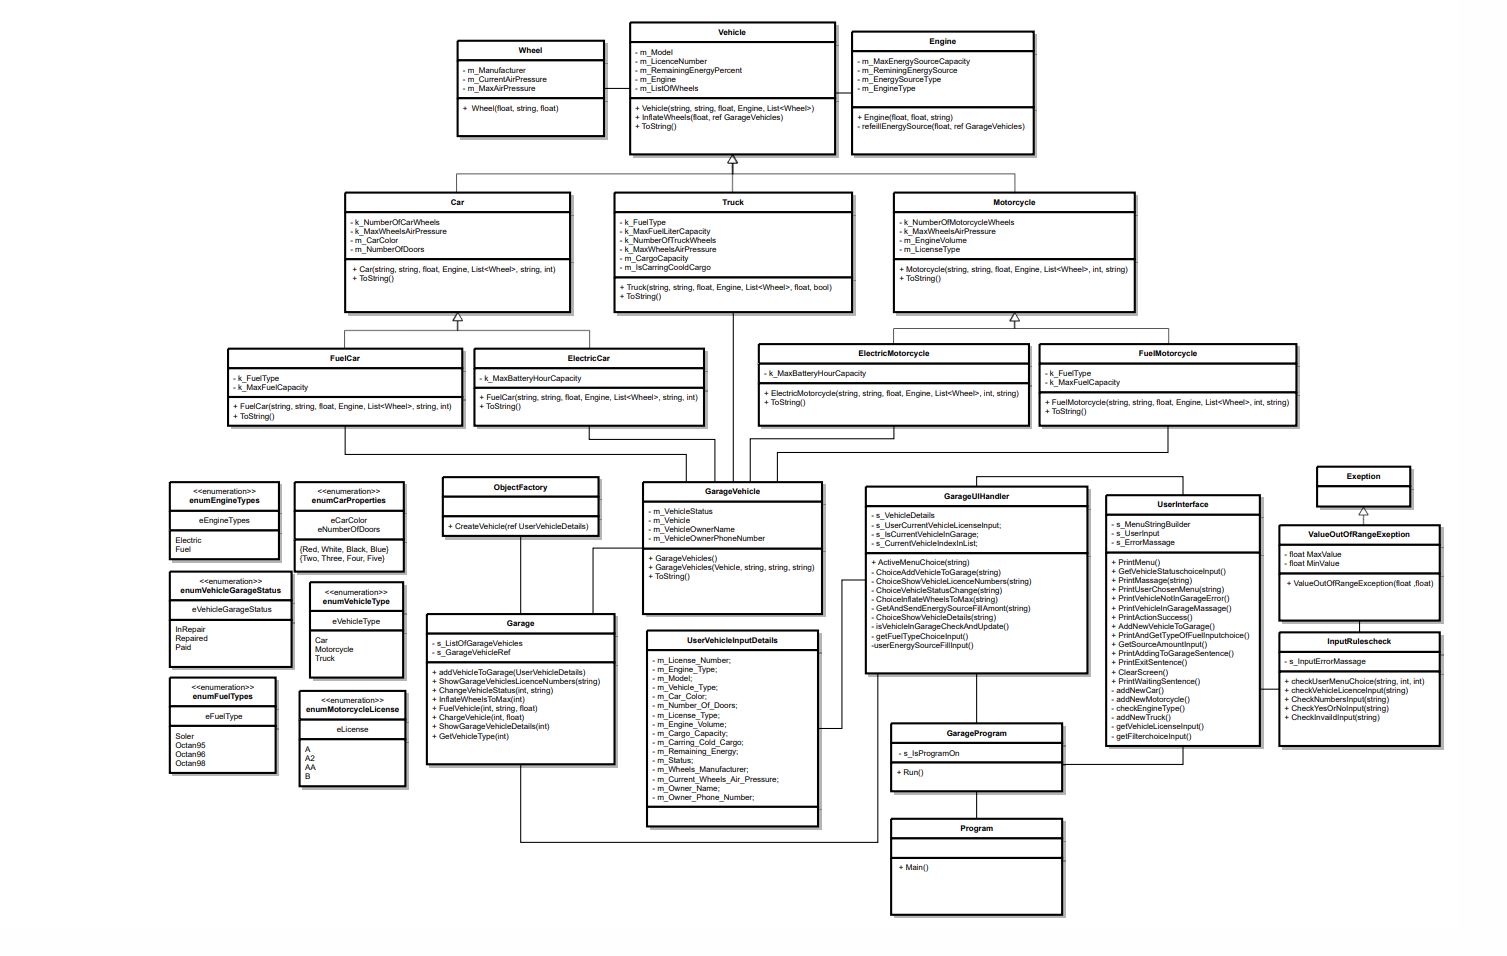 Wheel
- m_Manufacturer
- m_CurrentAirPressure
- m_MaxAirPressure
+ Wheel(float, string, float)
Vehicle
- m_Model
- m_LicenceNumber
- m_RemainingEnergyPercent
- m_Engine
- m_ListOfWheels
+ Vehicle(string, string, float, Engine, List<Wheel>)
+ InflateWheels(float, ref GarageVehicles)
+ ToString()
Engine
- m_MaxEnergySourceCapacity
- m_ReminingEnergySource
- m_EnergySourceType
- m_EngineType
+ Engine(float, float, string)
- refeillEnergySource(float, ref GarageVehicles)
Car
- k_NumberOfCarWheels
- k_MaxWheelsAirPressure
- m_CarColor
- m_NumberOfDoors
+ Car(string, string, float, Engine, List<Wheel>, string, int)
+ ToString()
Truck
- k_FuelType
- k_MaxFuelLiterCapacity
- k_NumberOfTruckWheels
- k_MaxWheelsAirPressure
- m_CargoCapacity
- m_IsCarringCooldCargo
+ Truck(string, string, float, Engine, List<Wheel>, float, bool)
+ ToString()
Motorcycle
- k_NumberOfMotorcycleWheels
- k_MaxWheelsAirPressure
- m_EngineVolume
- m_LicenseType
+ Motorcycle(string, string, float, Engine, List<Wheel>, int, string)
+ ToString()
FuelCar
- k_FuelType
- k_MaxFuelCapacity
+ FuelCar(string, string, float, Engine, List<Wheel>, string, int)
+ ToString()
ElectricCar
- k_MaxBatteryHourCapacity
+ FuelCar(string, string, float, Engine, List<Wheel>, string, int)
+ ToString()
ElectricMotorcycle
- k_MaxBatteryHourCapacity
+ ElectricMotorcycle(string, string, float, Engine, List<Wheel>, int, string)
+ ToString()
FuelMotorcycle
- k_FuelType
- k_MaxFuelCapacity
+ FuelMotorcycle(string, string, float, Engine, List<Wheel>, int, string)
+ ToString()
<<enumeration>>
enumEngineTypes
eEngineTypes
Electric
Fuel
<<enumeration>>
enumCarProperties
eCarColor
eNumberOfDoors
{Red, White, Black, Blue}
{Two, Three, Four, Five}
<<enumeration>>
enumVehicleGarageStatus
eVehicleGarageStatus
InRepair
Repaired
Paid
<<enumeration>>
enumVehicleType
eVehicleType
Car
Motorcycle
Truck
<<enumeration>>
enumFuelTypes
eFuelType
Soler
Octan95
Octan96
Octan98
<<enumeration>>
enumMotorcycleLicense
eLicense
A
A2
AA
B
ObjectFactory
+ CreateVehicle(ref UserVehicleDetails)
Garage
- s_ListOfGarageVehicles
- s_GarageVehicleRef
+ addVehicleToGarage(UserVehicleDetails)
+ ShowGarageVehiclesLicenceNumbers(string)
+ ChangeVehicleStatus(int, string)
+ InflateWheelsToMax(int)
+ FuelVehicle(int, string, float)
+ ChargeVehicle(int, float)
+ ShowGarageVehicleDetails(int)
+ GetVehicleType(int)
GarageVehicle
- m_VehicleStatus
- m_Vehicle
- m_VehicleOwnerName
- m_VehicleOwnerPhoneNumber
+ GarageVehicles()
+ GarageVehicles(Vehicle, string, string, string)
+ ToString()
UserVehicleInputDetails
- m_License_Number;
- m_Engine_Type;
- m_Model;
- m_Vehicle_Type;
- m_Car_Color;
- m_Number_Of_Doors;
- m_License_Type;
- m_Engine_Volume;
- m_Cargo_Capacity;
- m_Carring_Cold_Cargo;
- m_Remaining_Energy;
- m_Status;
- m_Wheels_Manufacturer;
- m_Current_Wheels_Air_Pressure;
- m_Owner_Name;
- m_Owner_Phone_Number;
GarageUIHandler
- s_VehicleDetails
- s_UserCurrentVehicleLicenseInput;
- s_IsCurrentVehicleInGarage;
- s_CurrentVehicleIndexInList;
+ ActiveMenuChoice(string)
- ChoiceAddVehicleToGarage(string)
- ChoiceShowVehicleLicenceNumbers(string)
- ChoiceVehicleStatusChange(string)
- ChoiceInflateWheelsToMax(string)
- GetAndSendEnergySourceFillAmont(string)
- ChoiceShowVehicleDetails(string)
- isVehicleInGarageCheckAndUpdate()
- getFuelTypeChoiceInput()
-userEnergySourceFillInput()
GarageProgram
- s_IsProgramOn
+ Run()
Program
+ Main()
UserInterface
- s_MenuStringBuilder
- s_UserInput
- s_ErrorMassage
+ PrintMenu()
+ GetVehicleStatuschoiceInput()
+ PrintMassage(string)
+ PrintUserChosenMenu(string)
+ PrintVehicleNotInGarageError()
+ PrintVehicleInGarageMassage()
+ PrintActionSuccess()
+ AddNewVehicleToGarage()
+ PrintAndGetTypeOfFuelInputchoice()
+ GetSourceAmountInput()
+ PrintAddingToGarageSentence()
+ PrintExitSentence()
+ ClearScreen()
+ PrintWaitingSentence()
- addNewCar()
- addNewMotorcycle()
- checkEngineType()
- addNewTruck()
- getVehicleLicenseInput()
- getFilterchoiceInput()
Exeption
ValueOutOfRangeExeption
- float MaxValue
- float MinValue
+ ValueOutOfRangeException(float ,float)
InputRulescheck
- s_InputErrorMassage
+ checkUserMenuChoice(string, int, int)
+ checkVehicleLicenceInput(string)
+ CheckNumbersInput(string)
+ CheckYesOrNoInput(string)
+ CheckInvaildInput(string)